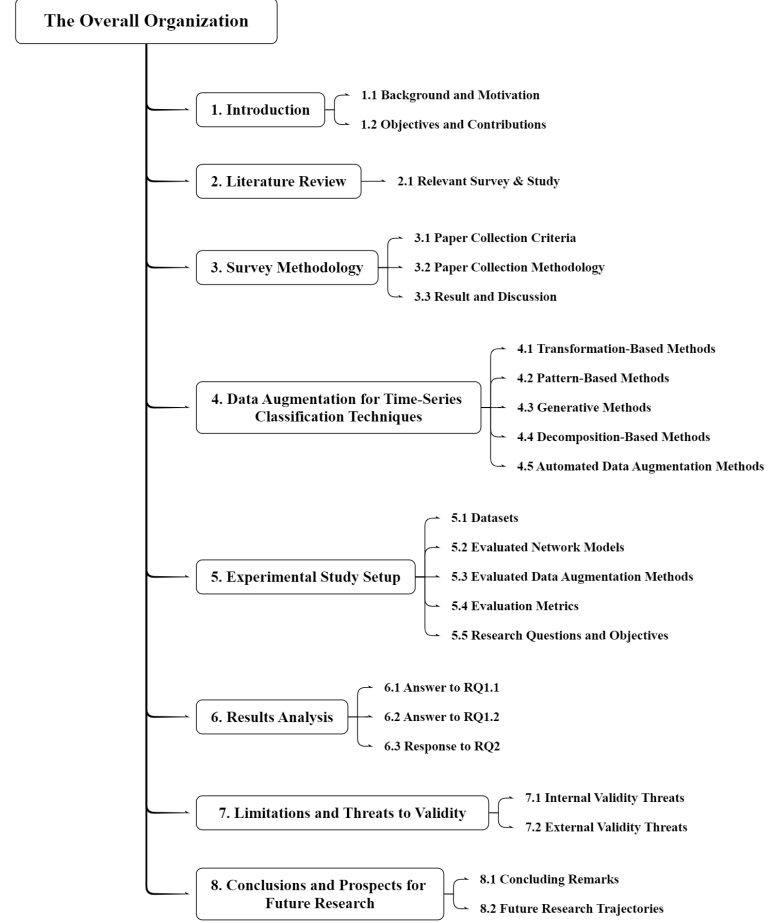 The Overall Organization
1. Introduction
1.1 Background and Motivation
1.2 Objectives and Contributions
2. Literature Review
2.1 Relevant Survey & Study
3. Survey Methodology
3.1 Paper Collection Criteria
3.2 Paper Collection Methodology
3.3 Result and Discussion
4. Data Augmentation for Time-Series
Classification Techniques
4.1 Transformation-Based Methods
4.2 Pattern-Based Methods
4.3 Generative Methods
4.4 Decomposition-Based Methods
4.5 Automated Data Augmentation Methods
5. Experimental Study Setup
5.1 Datasets
5.2 Evaluated Network Models
5.3 Evaluated Data Augmentation Methods
5.4 Evaluation Metrics
5.5 Research Questions and Objectives
6. Results Analysis
6.1 Answer to RQ1.1
6.2 Answer to RQ1.2
6.3 Response to RQ2
7. Limitations and Threats to Validity
7.1 Internal Validity Threats
7.2 External Validity Threats
8. Conclusions and Prospects for
Future Research
8.1 Concluding Remarks
8.2 Future Research Trajectories